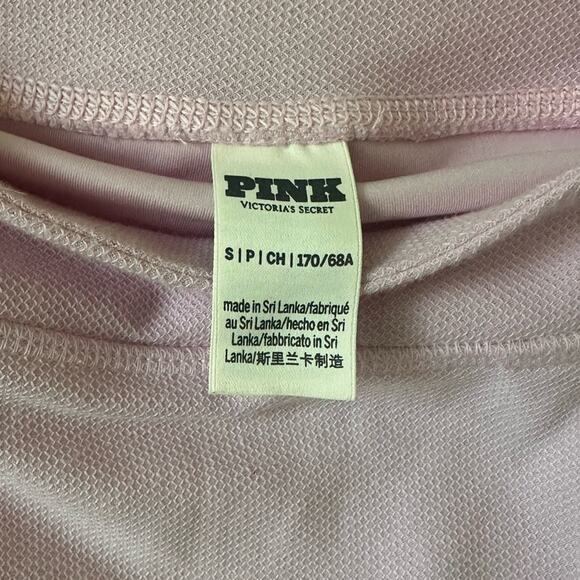 PINK
VICTORIA'S SECRET
S | P | CH | 170/68A
made in Sri Lanka/fabriqué
au Sri Lanka/hecho en Sri
Lanka/fabbricato in Sri
Lanka/斯里兰卡制造